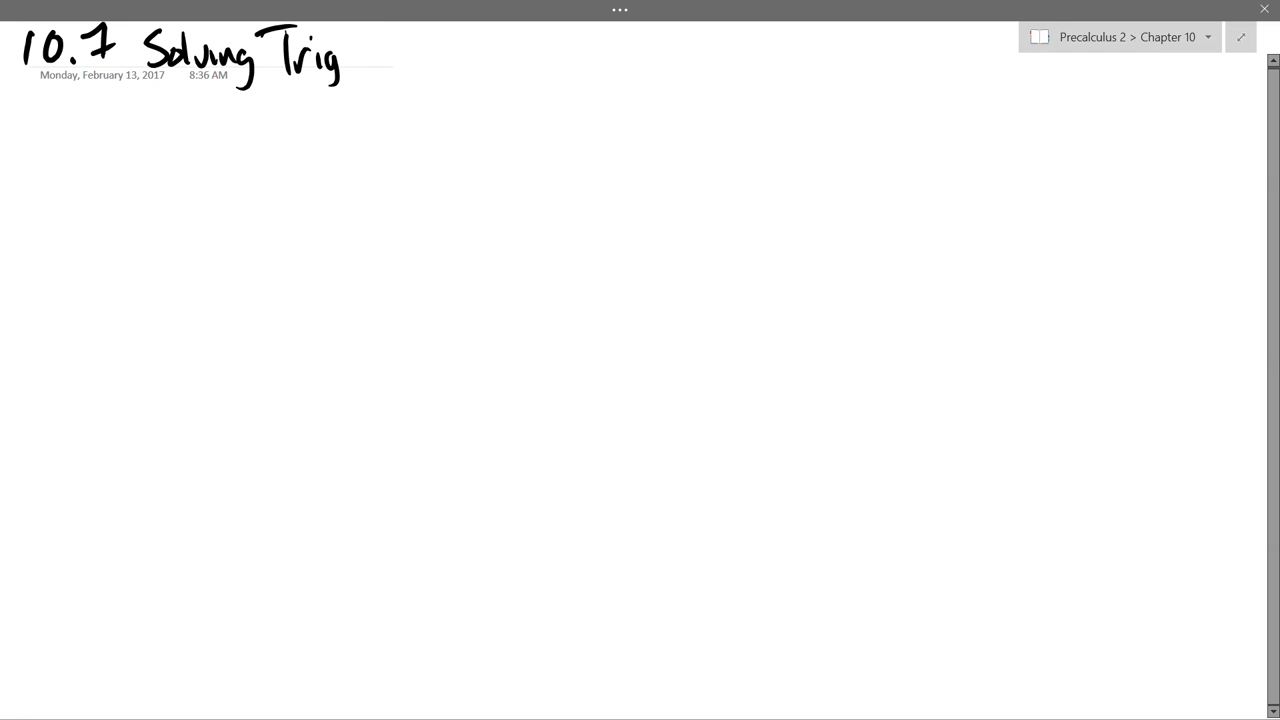 10.7 Solving Trig
Monday, February 13, 2017 8:36 AM
Precalculus 2 > Chapter 10